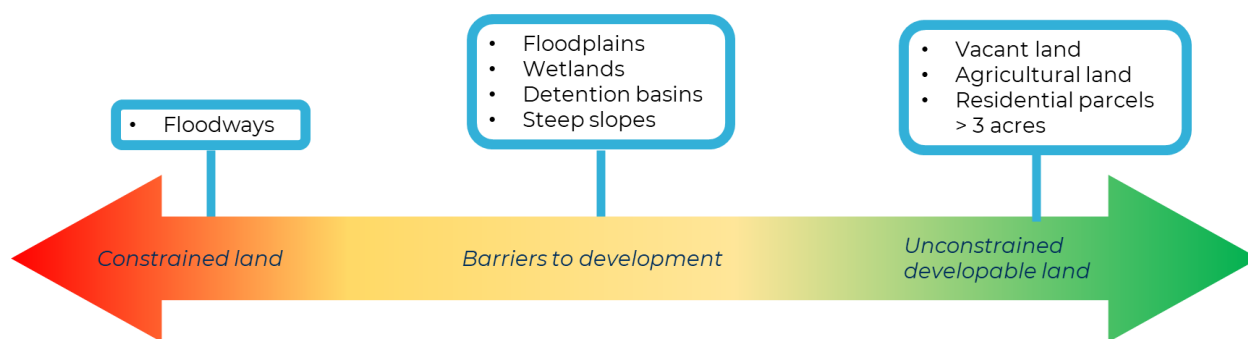 • Floodways
• Floodplains
• Wetlands
• Detention basins
• Steep slopes
• Vacant land
• Agricultural land
• Residential parcels
> 3 acres
Constrained land
Barriers to development
Unconstrained
developable land